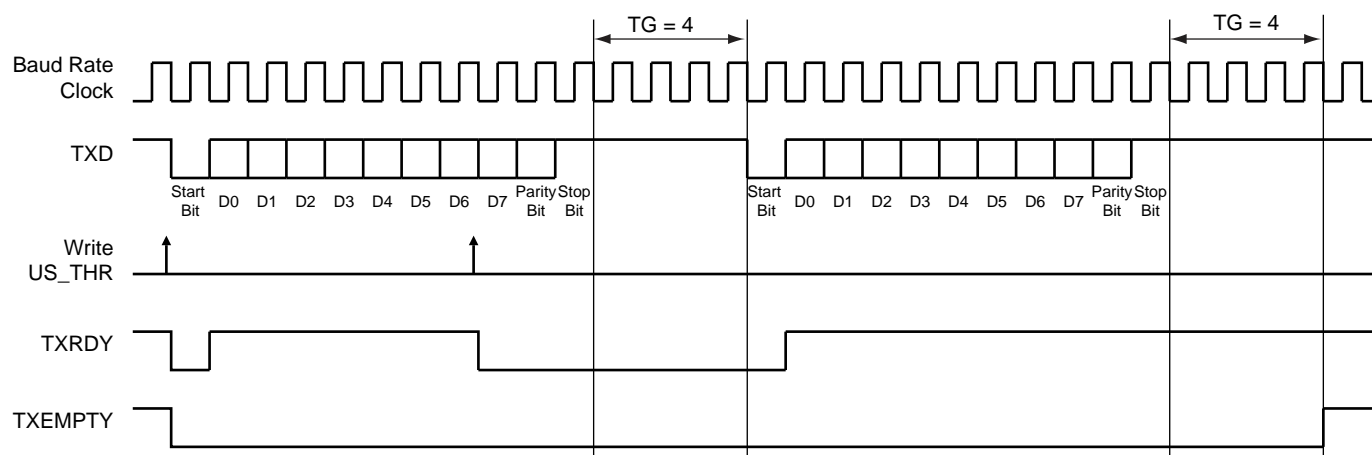 TG = 4
TG = 4
Baud Rate
Clock
TXD
Start
Bit
D0
D1
D2
D3
D4
D5
D6
D7
Parity
Bit
Stop
Bit
Start
Bit
D0
D1
D2
D3
D4
D5
D6
D7
Parity
Bit
Stop
Bit
Write
US_THR
TXRDY
TXEMPTY